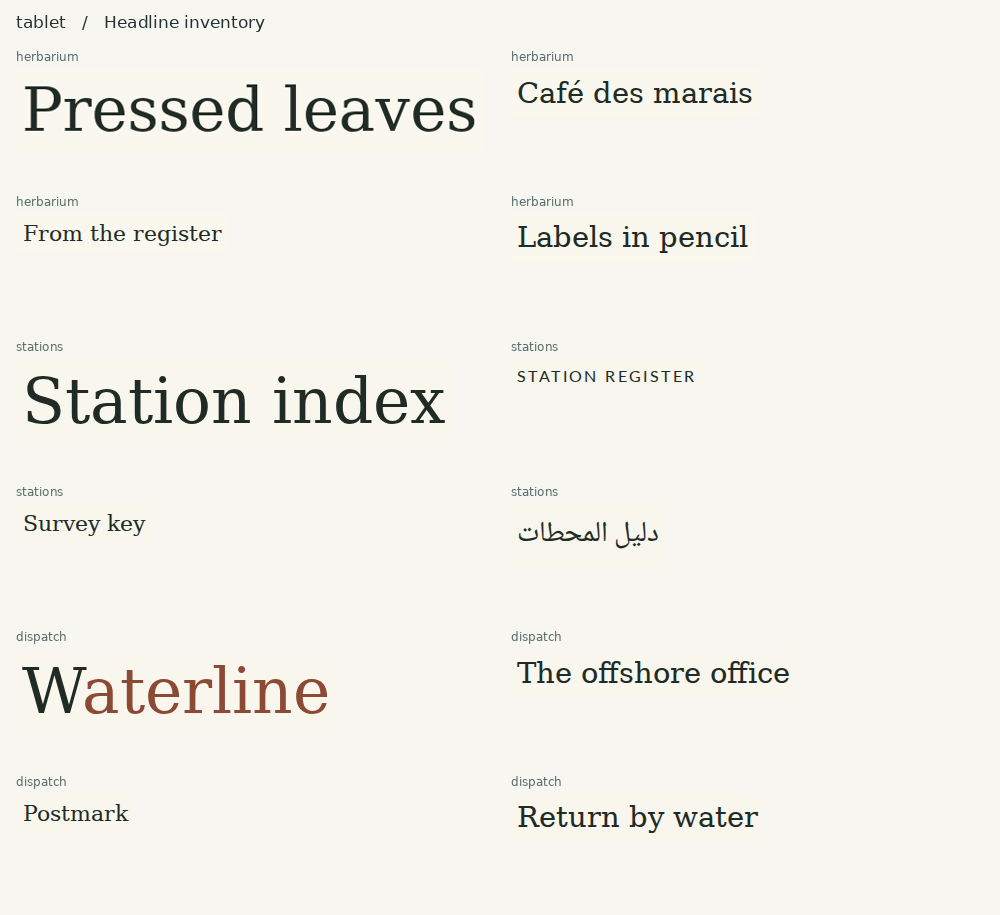 tablet / Headline inventory
herbarium
Pressed leaves
herbarium
Café des marais
herbarium
From the register
herbarium
Labels in pencil
stations
Station index
stations
STATION REGISTER
stations
Survey key
stations
دليل المحطات
dispatch
Waterline
dispatch
The offshore office
dispatch
Postmark
dispatch
Return by water